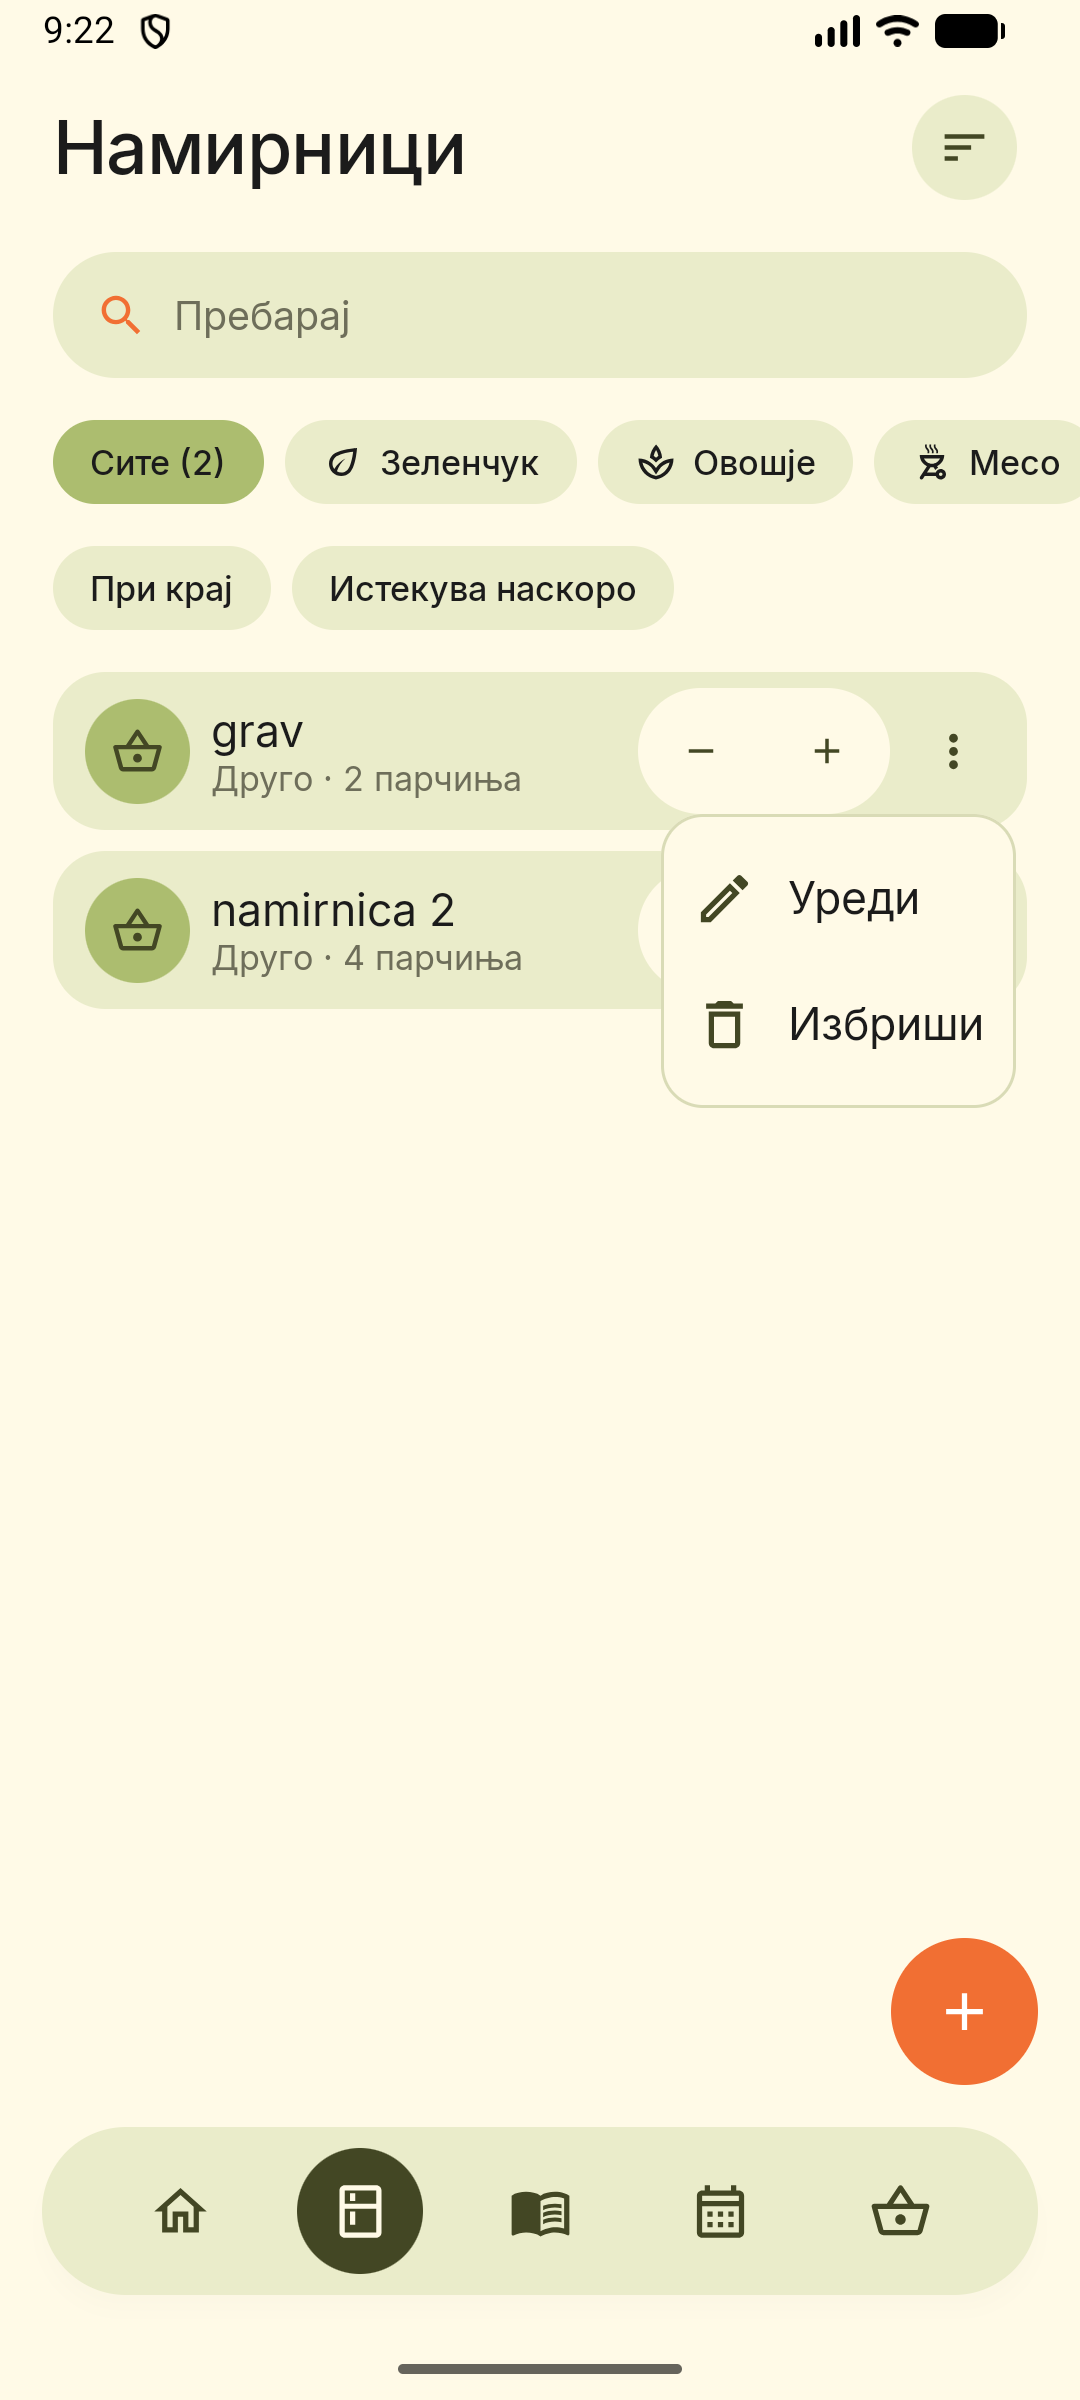 9:22
Намирници
Пребарај
Сите (2)
Зеленчук
Овошје
Месо
При крај
Истекува наскоро
grav
Друго · 2 парчиња
namirnica 2
Друго · 4 парчиња
Уреди
Избриши